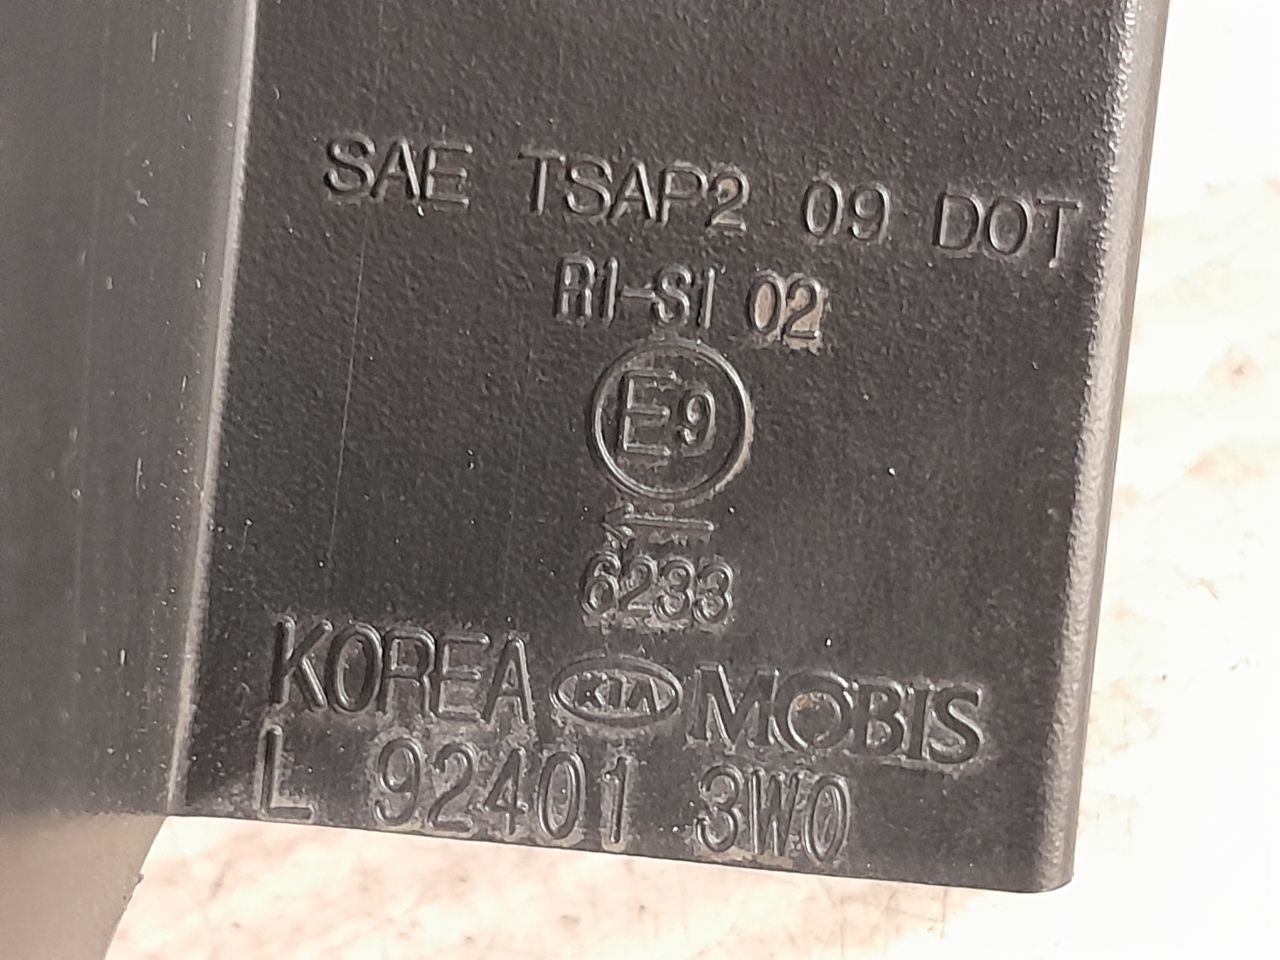 SAE TSAP2 09 DOT
R1-S1 02
E9
←
6233
KOREA KIA MOBIS
L 92401 3W0